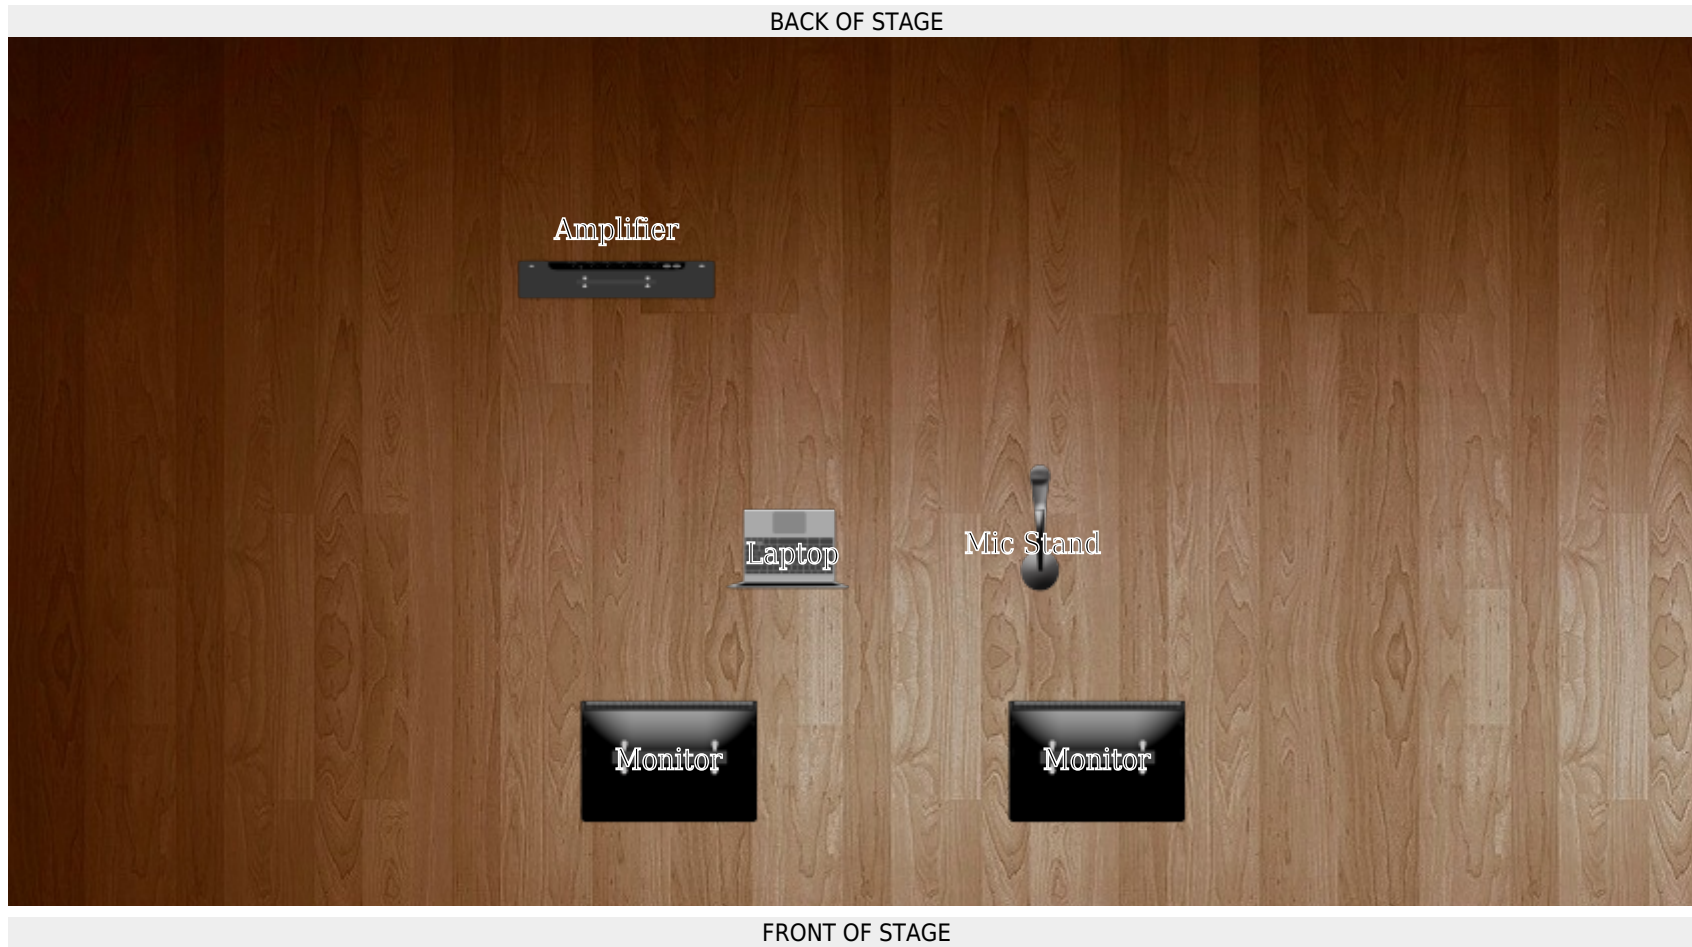 BACK OF STAGE
Amplifier
Mic Stand
Laptop
Monitor
Monitor
FRONT OF STAGE